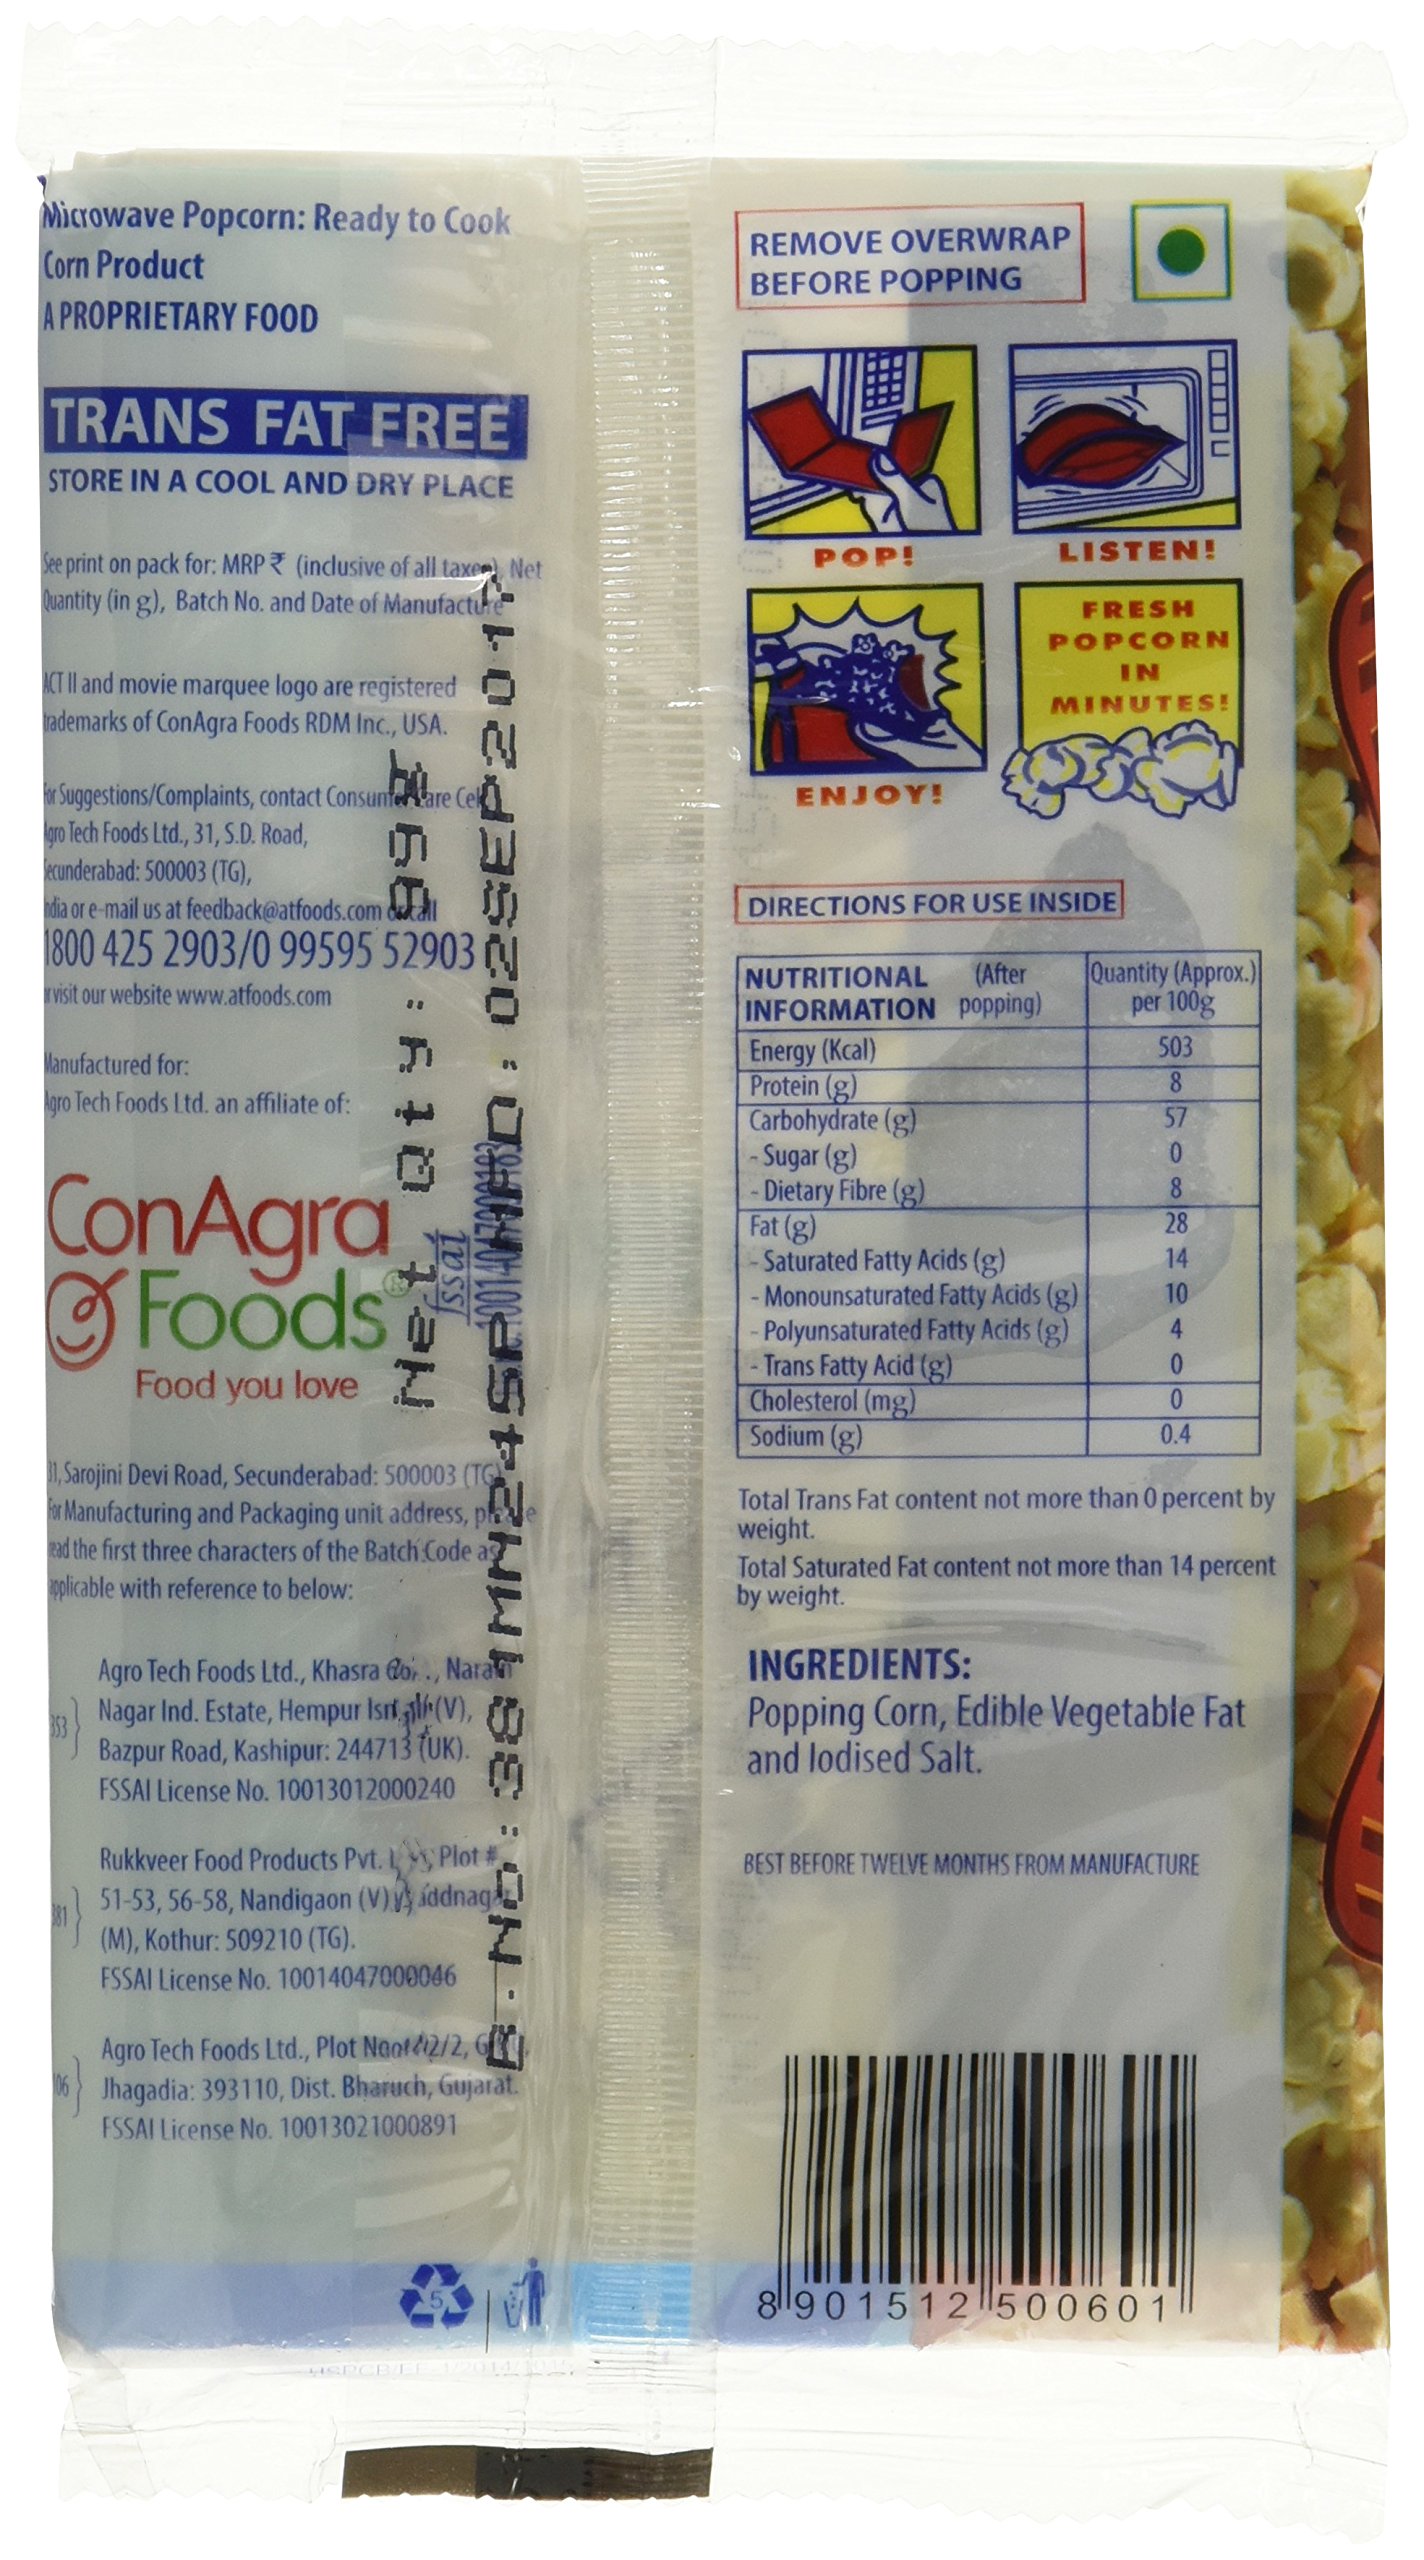 Microwave Popcorn: Ready to Cook
Corn Product
A PROPRIETARY FOOD
TRANS FAT FREE
STORE IN A COOL AND DRY PLACE
See print on pack for: MRP ₹ (inclusive of all taxes), Net
Quantity (in g), Batch No. and Date of Manufacture
ACT II and movie marquee logo are registered
trademarks of ConAgra Foods RDM Inc., USA.
For Suggestions/Complaints, contact Consumer Care Cell
Agro Tech Foods Ltd., 31, S.D. Road,
Secunderabad: 500003 (TG),
India or e-mail us at feedback@atfoods.com or call
1800 425 2903/0 99595 52903
or visit our website www.atfoods.com
Manufactured for:
Agro Tech Foods Ltd. an affiliate of:
ConAgra
Foods®
Food you love
fssai
Net Qty: 99
B.NO: 381MH24SP MFD. 02SEP2017
31, Sarojini Devi Road, Secunderabad: 500003 (TG)
For Manufacturing and Packaging unit address, please
read the first three characters of the Batch Code as
applicable with reference to below:
Agro Tech Foods Ltd., Khasra Narain
353 Nagar Ind. Estate, Hempur (V),
Bazpur Road, Kashipur: 244713 (UK).
FSSAI License No. 10013012000240
Rukkveer Food Products Pvt. Plot #
381 51-53, 56-58, Nandigaon (V)
(M), Kothur: 509210 (TG).
FSSAI License No. 10014047000046
Agro Tech Foods Ltd., Plot
106 Jhagadia: 393110, Dist. Bharuch, Gujarat.
FSSAI License No. 10013021000891
5
REMOVE OVERWRAP
BEFORE POPPING
POP!
LISTEN!
ENJOY!
FRESH
POPCORN
IN
MINUTES!
DIRECTIONS FOR USE INSIDE
NUTRITIONAL (After Quantity (Approx.)
INFORMATION popping) per 100g
Energy (Kcal) 503
Protein (g) 8
Carbohydrate (g) 57
- Sugar (g) 0
- Dietary Fibre (g) 8
Fat (g) 28
- Saturated Fatty Acids (g) 14
- Monounsaturated Fatty Acids (g) 10
- Polyunsaturated Fatty Acids (g) 4
- Trans Fatty Acid (g) 0
Cholesterol (mg) 0
Sodium (g) 0.4
Total Trans Fat content not more than 0 percent by
weight.
Total Saturated Fat content not more than 14 percent
by weight.
INGREDIENTS:
Popping Corn, Edible Vegetable Fat
and Iodised Salt.
BEST BEFORE TWELVE MONTHS FROM MANUFACTURE
8 901512 500601